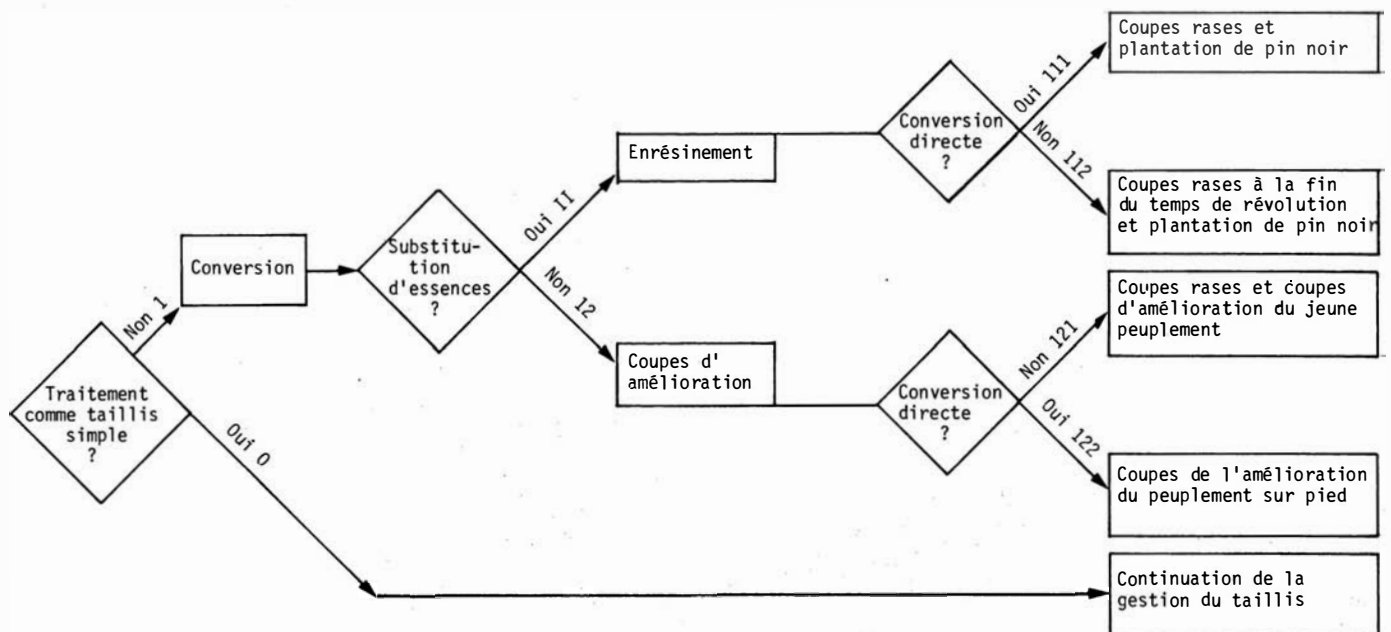 Traitement
comme taillis
simple
?
Non 1
Oui 0
Conversion
Substitu-
tion
d'essences
?
Oui II
Non 12
Enrésinement
Coupes d'
amélioration
Conversion
directe
?
Oui 111
Non 112
Conversion
directe
?
Non 121
Oui 122
Coupes rases et
plantation de pin noir
Coupes rases à la fin
du temps de révolution
et plantation de pin noir
Coupes rases et coupes
d'amélioration du jeune
peuplement
Coupes de l'amélioration
du peuplement sur pied
Continuation de la
gestion du taillis